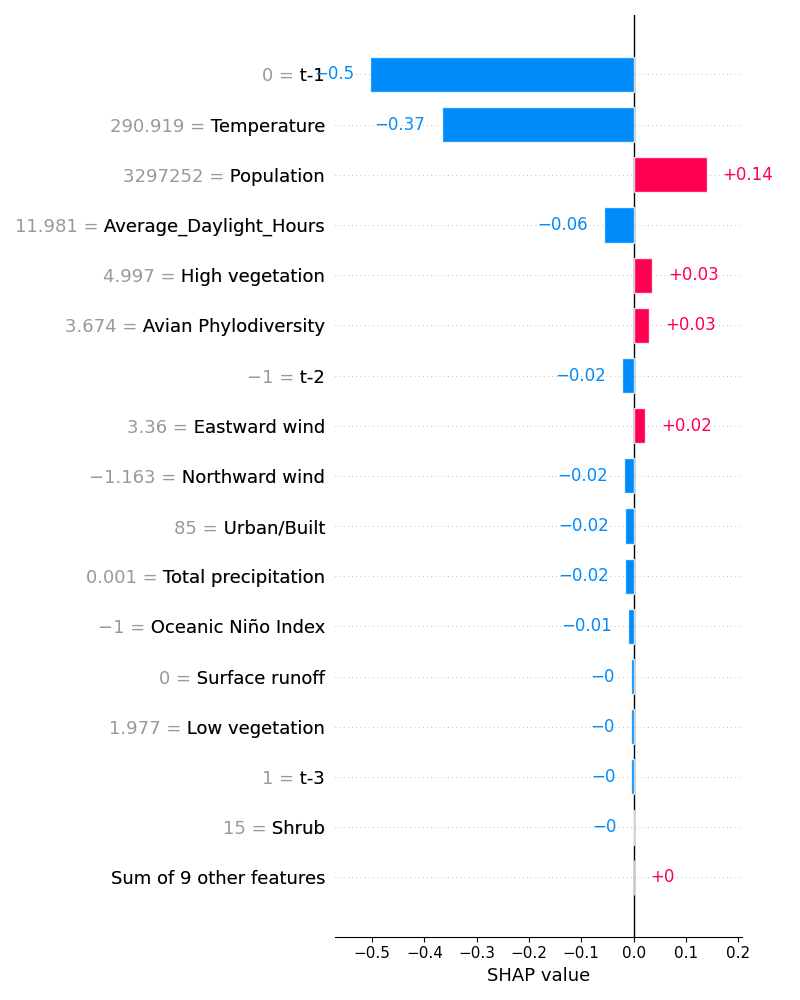 0 = t-1 −0.5
290.919 = Temperature −0.37
3297252 = Population +0.14
11.981 = Average_Daylight_Hours −0.06
4.997 = High vegetation +0.03
3.674 = Avian Phylodiversity +0.03
−1 = t-2 −0.02
3.36 = Eastward wind +0.02
−1.163 = Northward wind −0.02
85 = Urban/Built −0.02
0.001 = Total precipitation −0.02
−1 = Oceanic Niño Index −0.01
0 = Surface runoff −0
1.977 = Low vegetation −0
1 = t-3 −0
15 = Shrub −0
Sum of 9 other features +0
−0.5 −0.4 −0.3 −0.2 −0.1 0.0 0.1 0.2
SHAP value